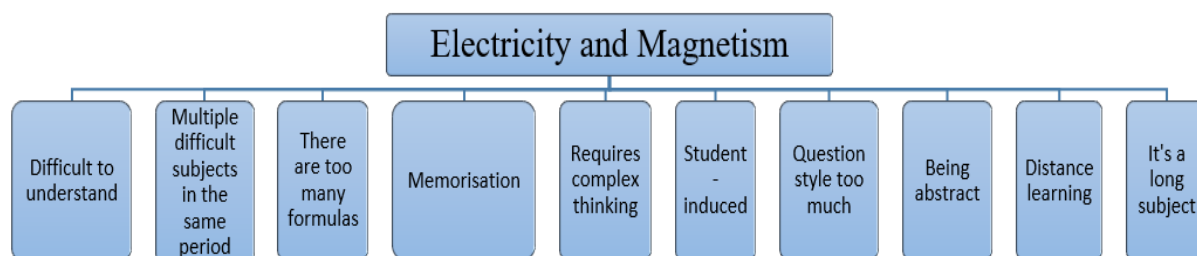 Electricity and Magnetism
Difficult to
understand
Multiple
difficult
subjects
in the
same
period
There
are too
many
formulas
Memorisation
Requires
complex
thinking
Student
-
induced
Question
style too
much
Being
abstract
Distance
learning
It's a
long
subject